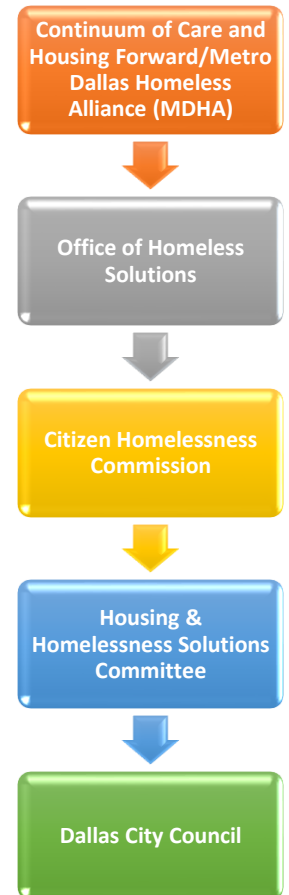 Continuum of Care and
Housing Forward/Metro
Dallas Homeless
Alliance (MDHA)
Office of Homeless
Solutions
Citizen Homelessness
Commission
Housing &
Homelessness Solutions
Committee
Dallas City Council